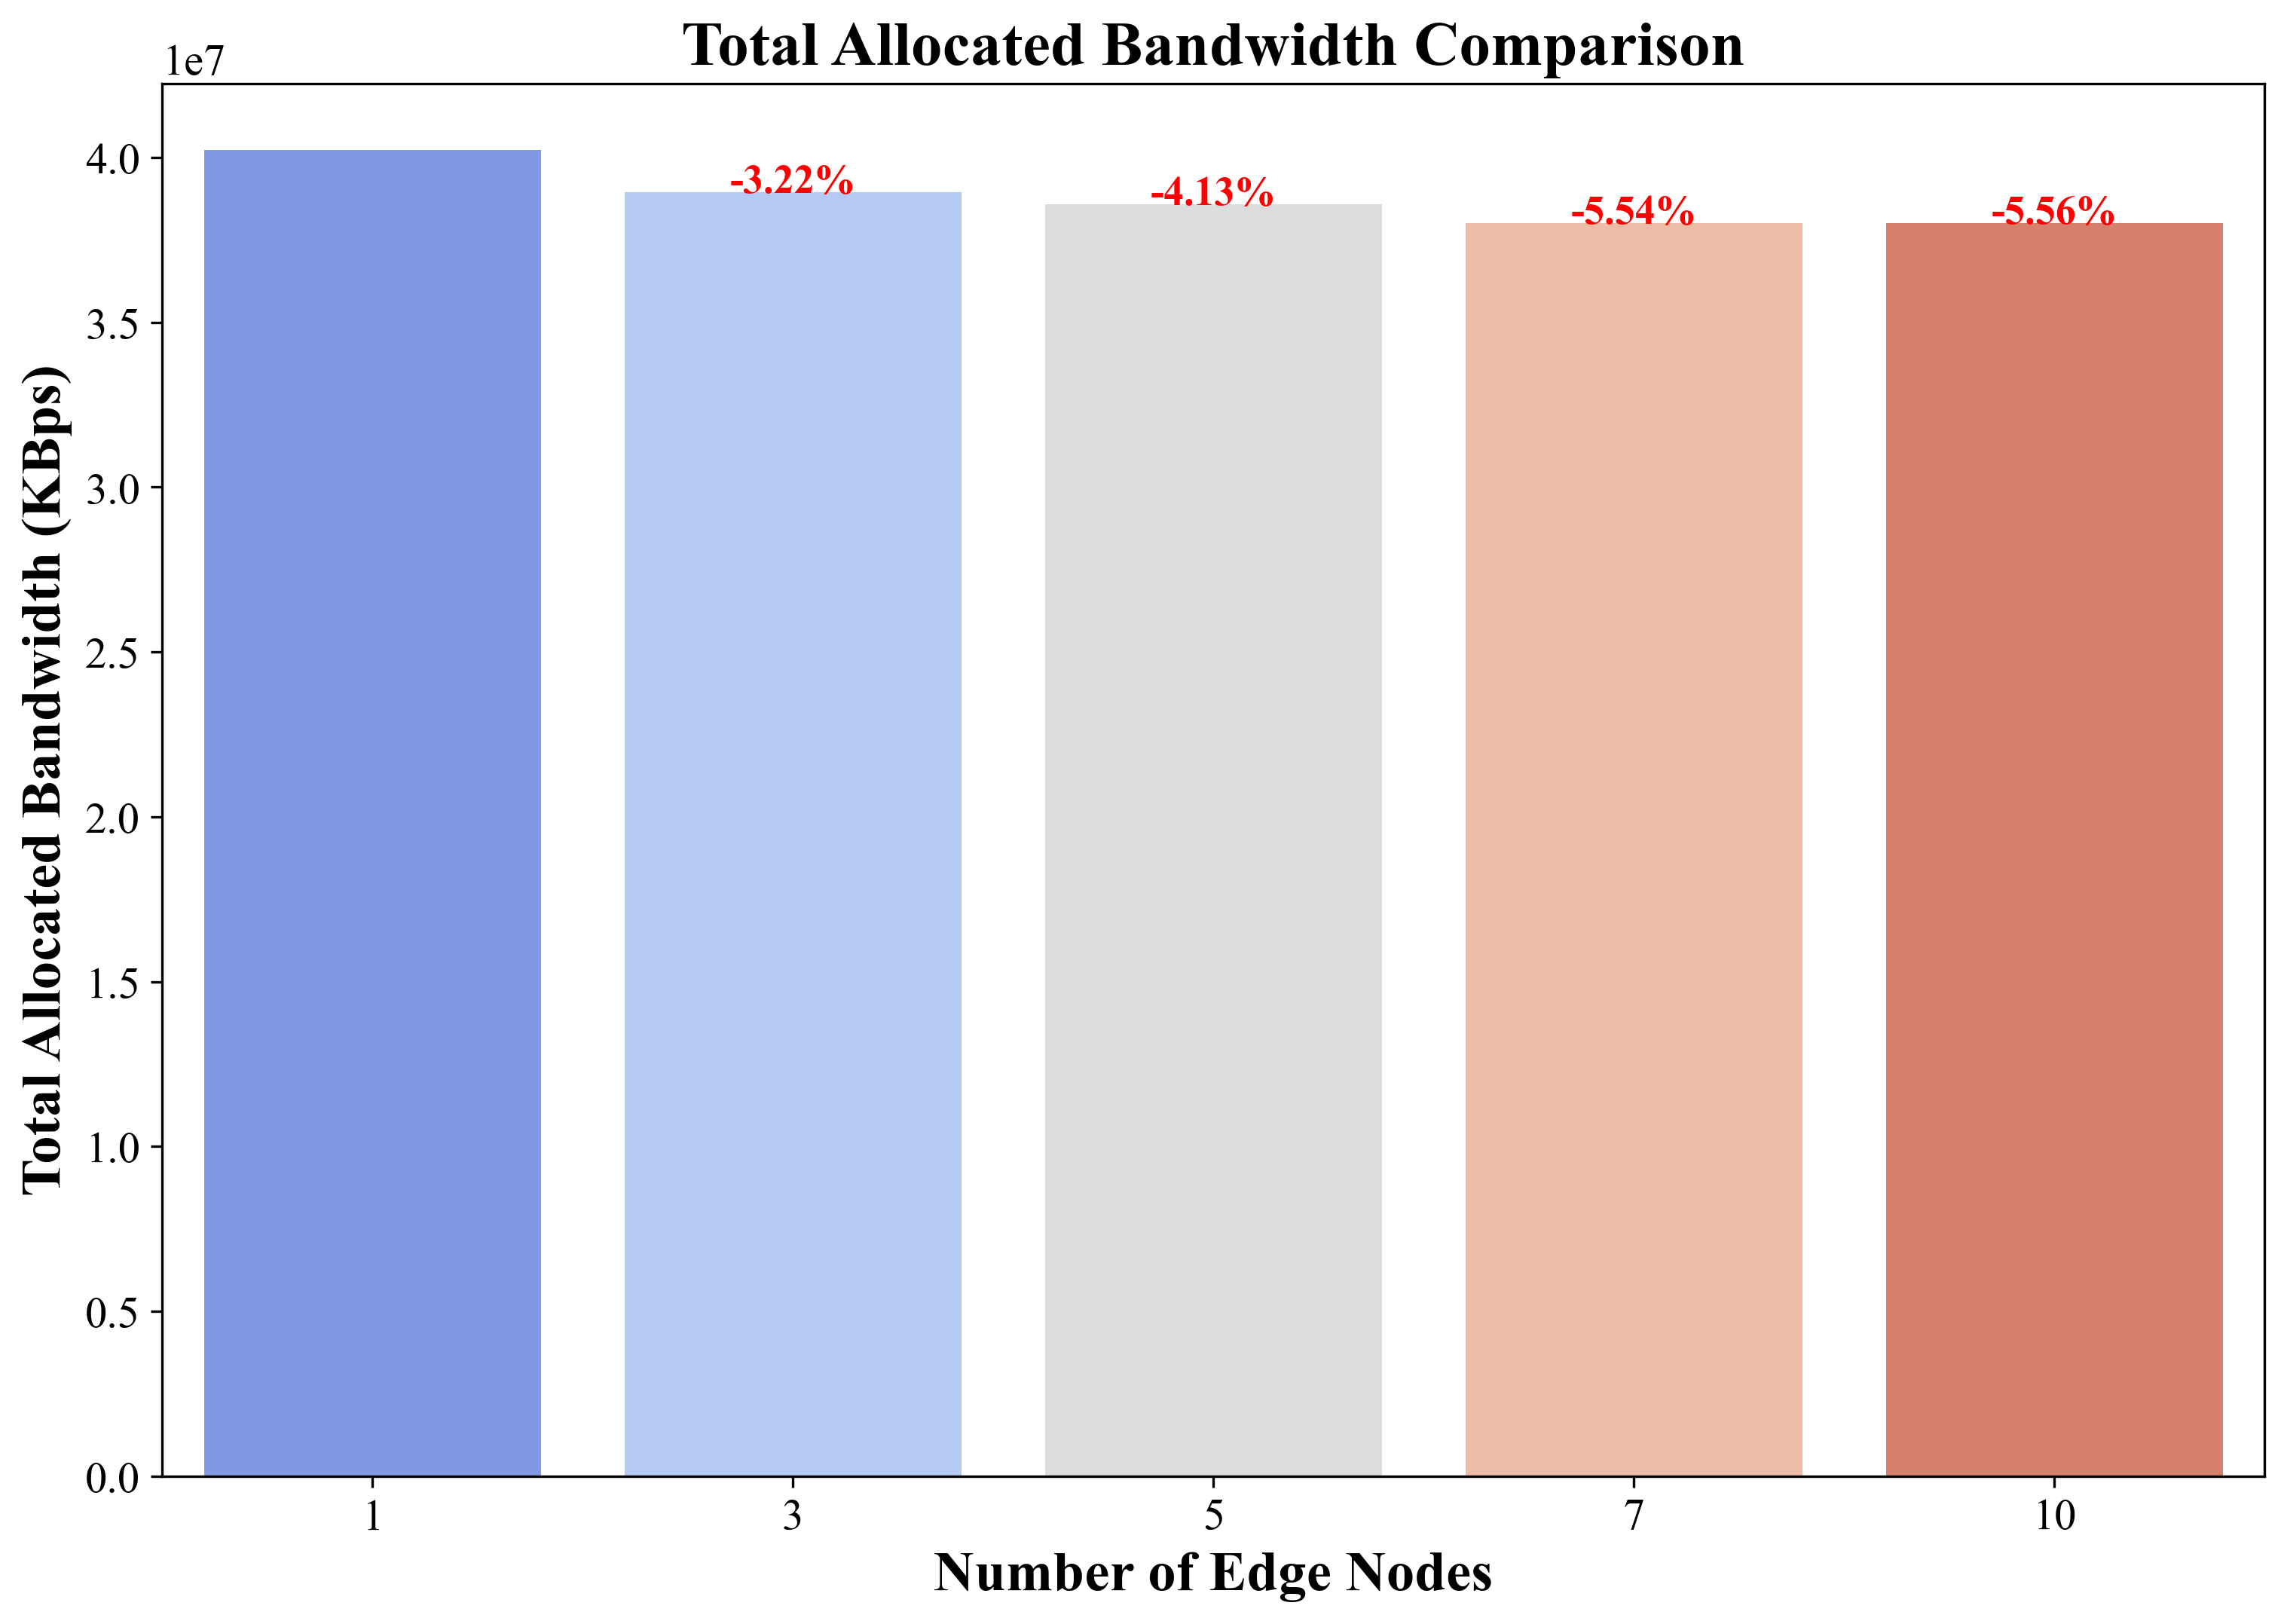 Total Allocated Bandwidth Comparison
1e7
Total Allocated Bandwidth (KBps)
4.0
3.5
3.0
2.5
2.0
1.5
1.0
0.5
0.0
-3.22%
-4.13%
-5.54%
-5.56%
1 3 5 7 10
Number of Edge Nodes